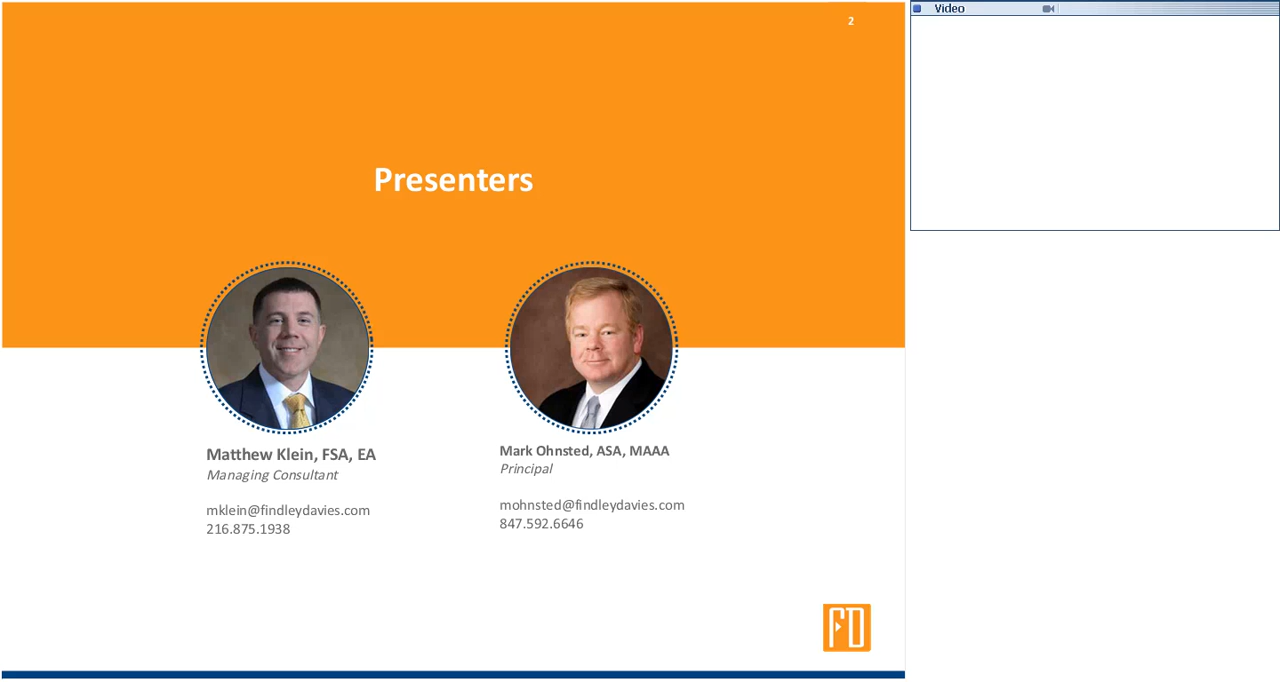 2
Video
Presenters
Matthew Klein, FSA, EA
Managing Consultant
mklein@findleydavies.com
216.875.1938
Mark Ohnsted, ASA, MAAA
Principal
mohnsted@findleydavies.com
847.592.6646
FD